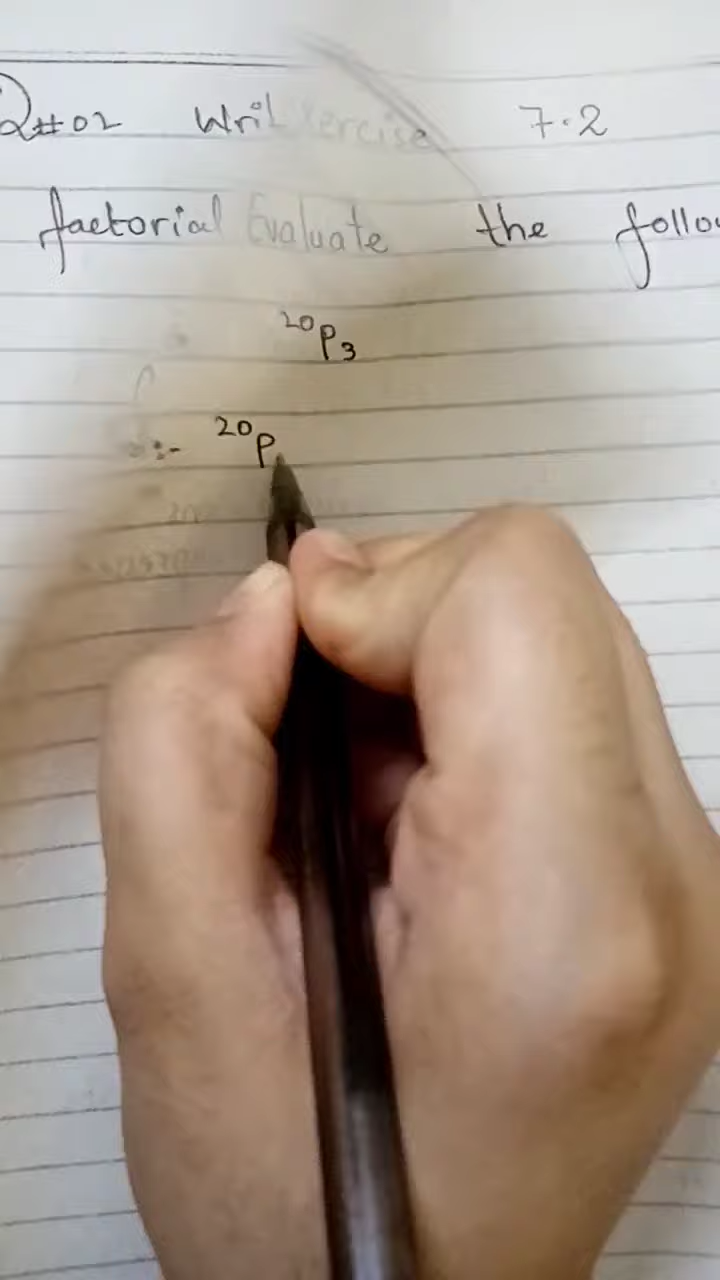 Q#02 Exercise 7.2
factorial Evaluate the follo
²⁰P₃
:- ²⁰P